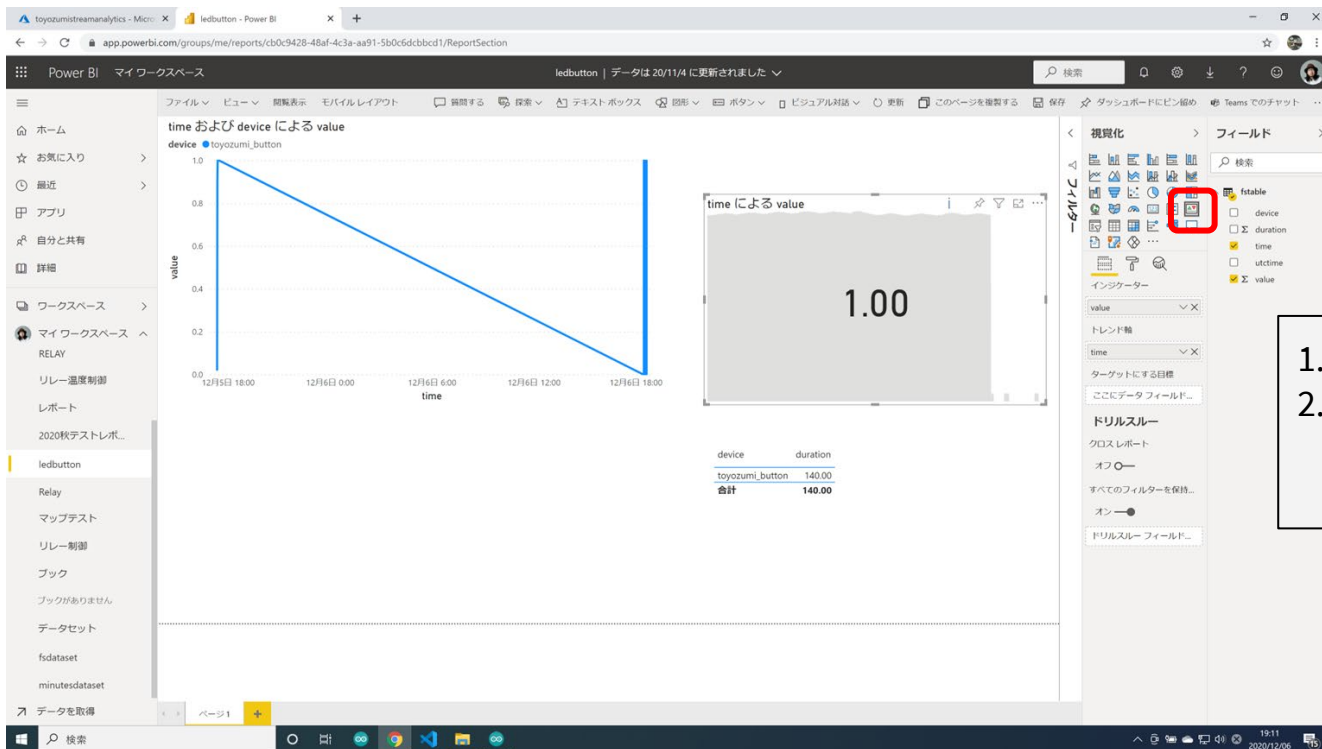 toyozumistreamanalytics - Micro
ledbutton - Power BI
app.powerbi.com/groups/me/reports/cb0c9428-48af-4c3a-aa91-5b0c6dcbbcd1/ReportSection
Power BI マイ ワークスペース
ledbutton | データは 20/11/4 に更新されました
検索
ファイル ビュー 閲覧表示 モバイル レイアウト 質問する 探索 テキスト ボックス 図形 ボタン ビジュアル対話 更新 このページを複製する 保存 ダッシュボードにピン留め Teams でのチャット ...
ホーム
お気に入り
最近
アプリ
自分と共有
詳細
ワークスペース
マイ ワークスペース
RELAY
リレー温度制御
レポート
2020秋テストレポ...
ledbutton
Relay
マップテスト
リレー制御
ブック
ブックがありません
データセット
fsdataset
minutesdataset
データを取得
time および device による value
device toyozumi_button
1.0
0.8
0.6
0.4
0.2
0.0
value
12月5日 18:00 12月6日 0:00 12月6日 6:00 12月6日 12:00 12月6日 18:00
time
time による value
1.00
device duration
toyozumi_button 140.00
合計 140.00
ページ1
フィルター
視覚化
インジケーター
value
トレンド軸
time
ターゲットにする目標
ここにデータ フィールド...
ドリルスルー
クロス レポート
オフ
すべてのフィルターを保持...
オン
ドリルスルー フィールド...
フィールド
検索
fstable
device
Σ duration
time
utctime
Σ value
1.
2.
検索
19:11
2020/12/06
15